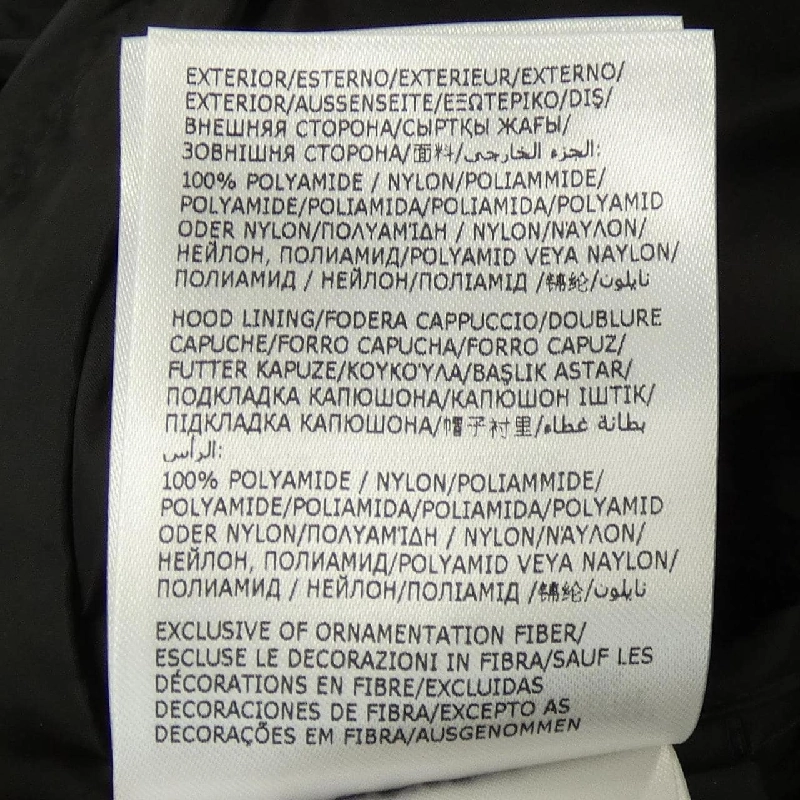 EXTERIOR/ESTERNO/EXTERIEUR/EXTERNO/
EXTERIOR/AUSSENSEITE/ΕΞΩΤΕΡΙΚΟ/DIŞ/
ВНЕШНЯЯ СТОРОНА/СЫРТҚЫ ЖАҒЫ/
ЗОВНІШНЯ СТОРОНА/面料/الجزء الخارجي:
100% POLYAMIDE / NYLON/POLIAMMIDE/
POLYAMIDE/POLIAMIDA/POLIAMIDA/POLYAMID
ODER NYLON/ΠΟΛΥΑΜΊΔΗ / NYLON/ΝΆΥΛΟΝ/
НЕЙЛОН, ПОЛИАМИД/POLYAMID VEYA NAYLON/
ПОЛИАМИД / НЕЙЛОН/ПОЛІАМІД /锦纶/نايلون
HOOD LINING/FODERA CAPPUCCIO/DOUBLURE
CAPUCHE/FORRO CAPUCHA/FORRO CAPUZ/
FUTTER KAPUZE/ΚΟΥΚΟΎΛΑ/BAŞLIK ASTAR/
ПОДКЛАДКА КАПЮШОНА/КАПЮШОН ІШТІК/
ПІДКЛАДКА КАПЮШОНА/帽子衬里/بطانة غطاء
الرأس:
100% POLYAMIDE / NYLON/POLIAMMIDE/
POLYAMIDE/POLIAMIDA/POLIAMIDA/POLYAMID
ODER NYLON/ΠΟΛΥΑΜΊΔΗ / NYLON/ΝΆΥΛΟΝ/
НЕЙЛОН, ПОЛИАМИД/POLYAMID VEYA NAYLON/
ПОЛИАМИД / НЕЙЛОН/ПОЛІАМІД /锦纶/نايلون
EXCLUSIVE OF ORNAMENTATION FIBER/
ESCLUSE LE DECORAZIONI IN FIBRA/SAUF LES
DÉCORATIONS EN FIBRE/EXCLUIDAS
DECORACIONES DE FIBRA/EXCEPTO AS
DECORAÇÕES EM FIBRA/AUSGENOMMEN